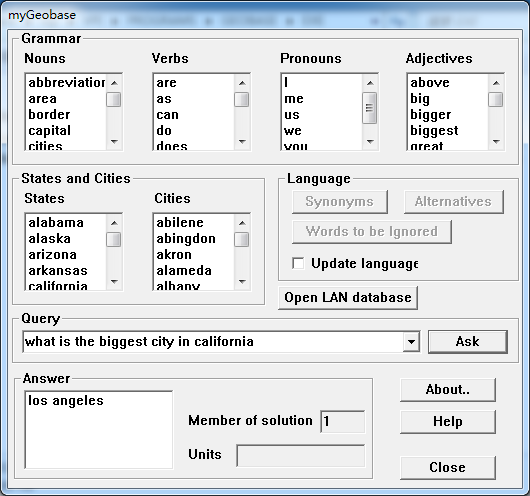 myGeobase
Grammar
Nouns Verbs Pronouns Adjectives
abbreviation
area
border
capital
cities
are
as
can
do
does
I
me
us
we
you
above
big
bigger
biggest
great
States and Cities
States Cities
alabama
alaska
arizona
arkansas
california
abilene
abingdon
akron
alameda
albany
Language
Synonyms Alternatives
Words to be Ignored
Update language
Open LAN database
Query
what is the biggest city in california Ask
Answer
los angeles
Member of solution 1
Units
About..
Help
Close